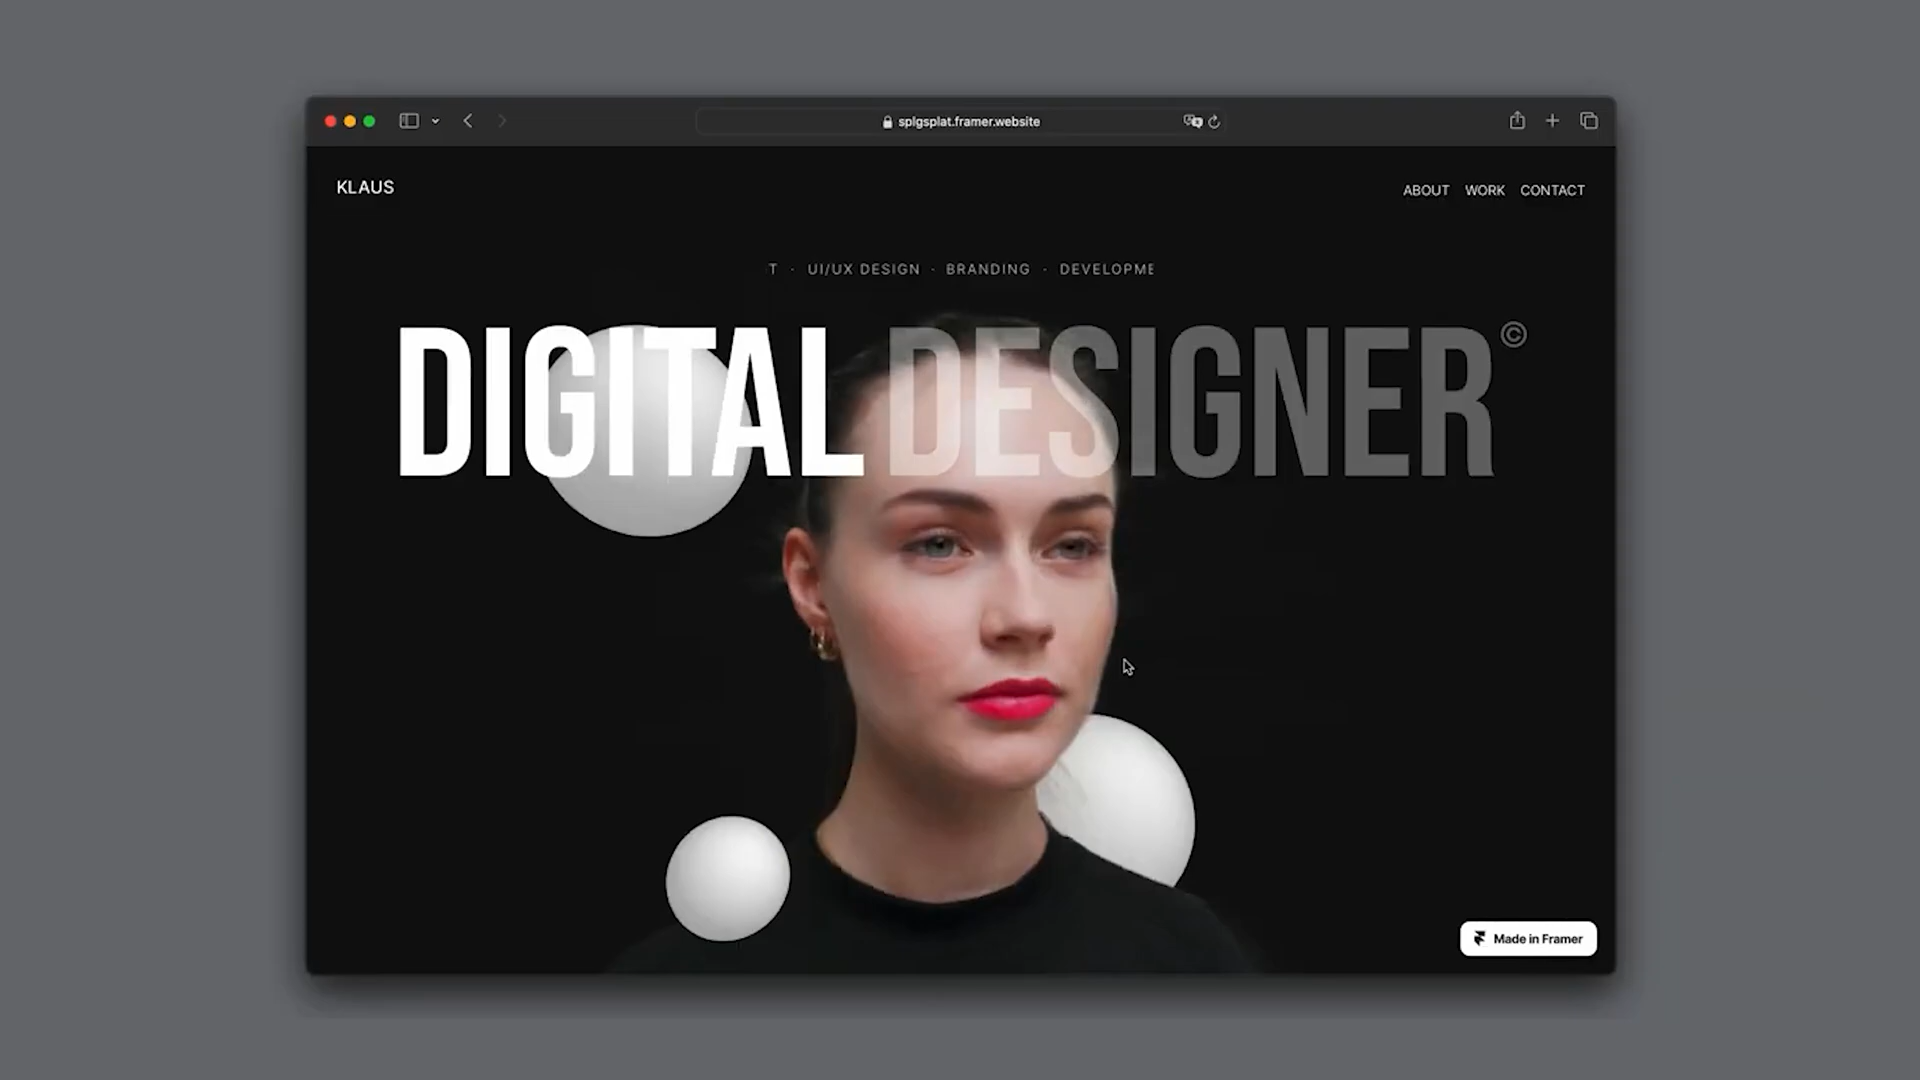 splgsplat.framer.website
KLAUS
ABOUT WORK CONTACT
T · UI/UX DESIGN · BRANDING · DEVELOPME
DIGITAL DESIGNER©
Made in Framer